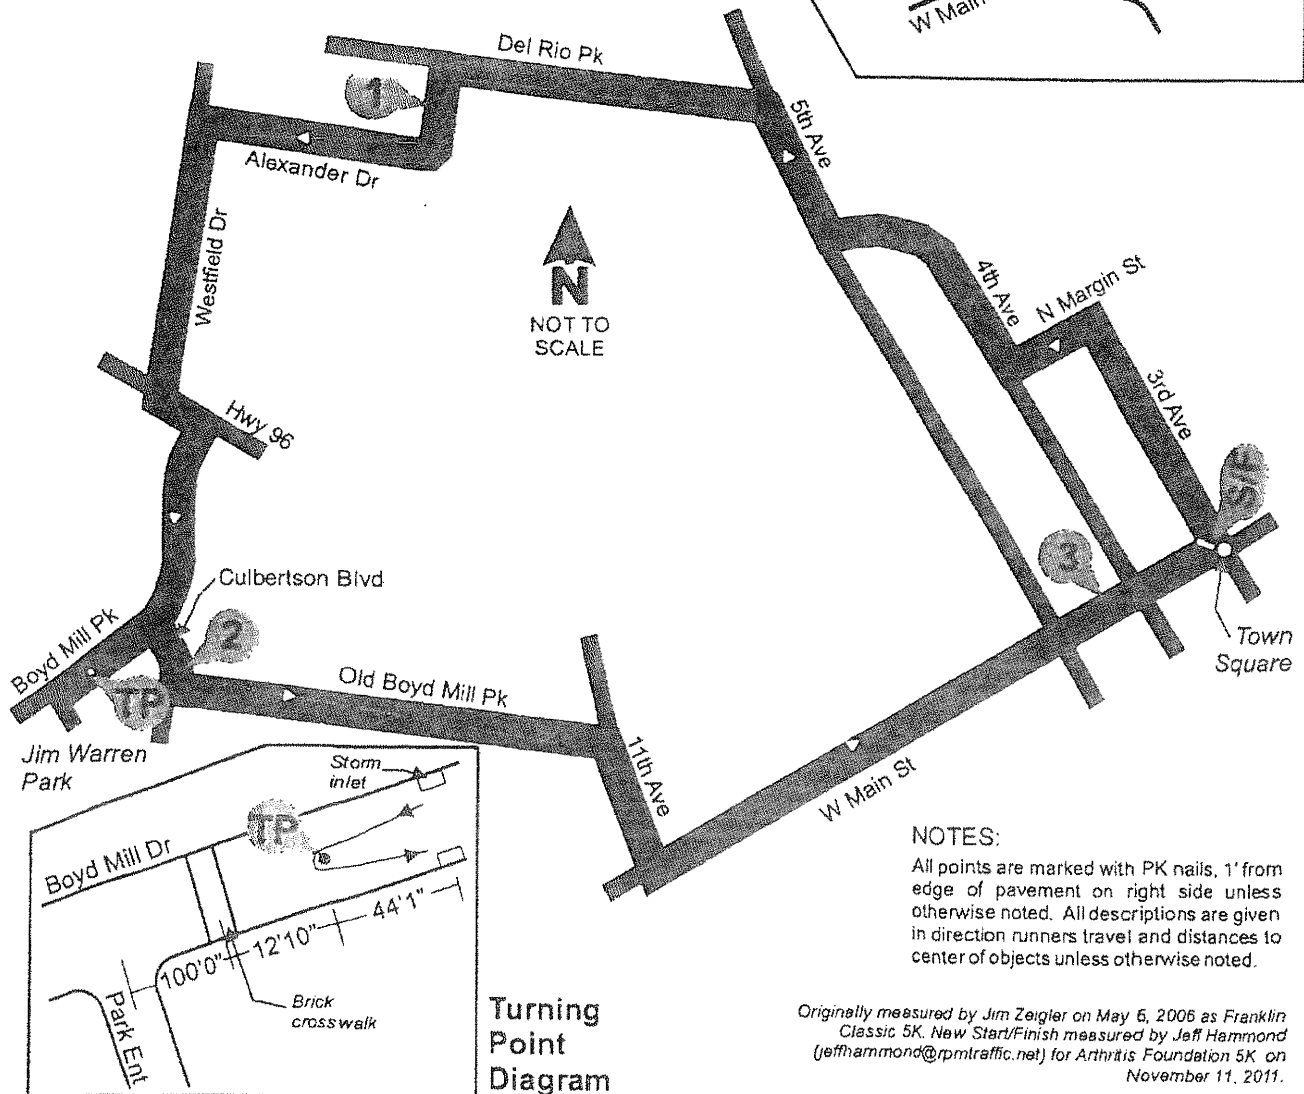 W Main
Del Rio Pk
1
5th Ave
Alexander Dr
Westfield Dr
N
NOT TO
SCALE
4th Ave
N Margin St
3rd Ave
Hwy 96
S/F
3
Culbertson Blvd
2
Boyd Mill Pk
TP
Old Boyd Mill Pk
Town
Square
Jim Warren
Park
11th Ave
W Main St
Storm
inlet
TP
Boyd Mill Dr
44'1"
12'10"
100'0"
Park Ent
Brick
crosswalk
Turning
Point
Diagram
NOTES:
All points are marked with PK nails, 1' from
edge of pavement on right side unless
otherwise noted. All descriptions are given
in direction runners travel and distances to
center of objects unless otherwise noted.
Originally measured by Jim Zeigler on May 6, 2006 as Franklin
Classic 5K. New Start/Finish measured by Jeff Hammond
(jeffhammond@rpmtraffic.net) for Arthritis Foundation 5K on
November 11, 2011.